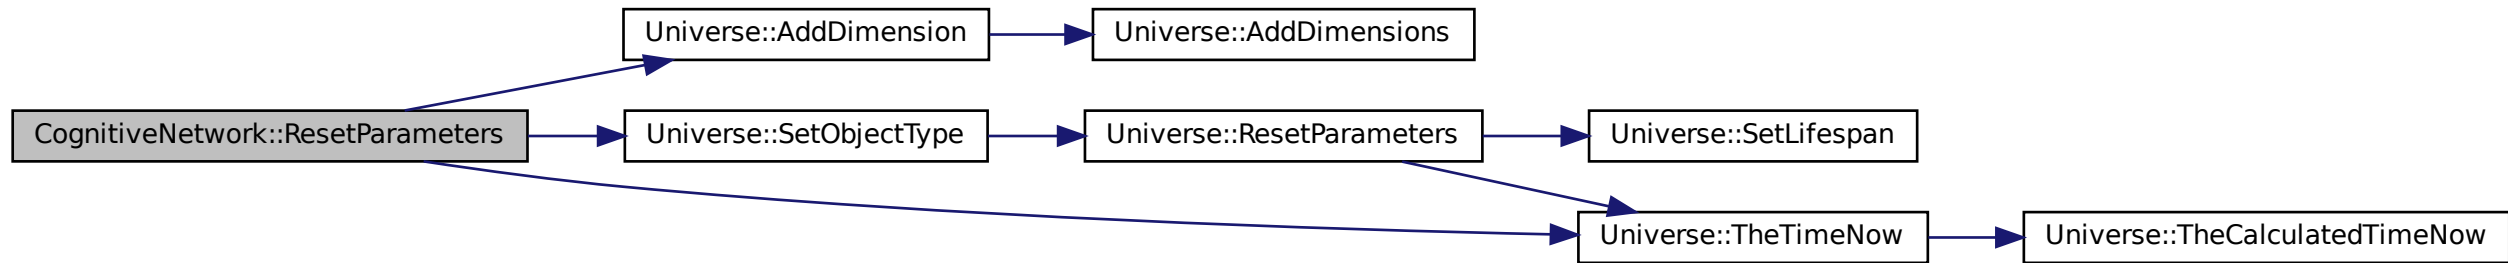 Universe::AddDimension
Universe::AddDimensions
CognitiveNetwork::ResetParameters
Universe::SetObjectType
Universe::ResetParameters
Universe::SetLifespan
Universe::TheTimeNow
Universe::TheCalculatedTimeNow